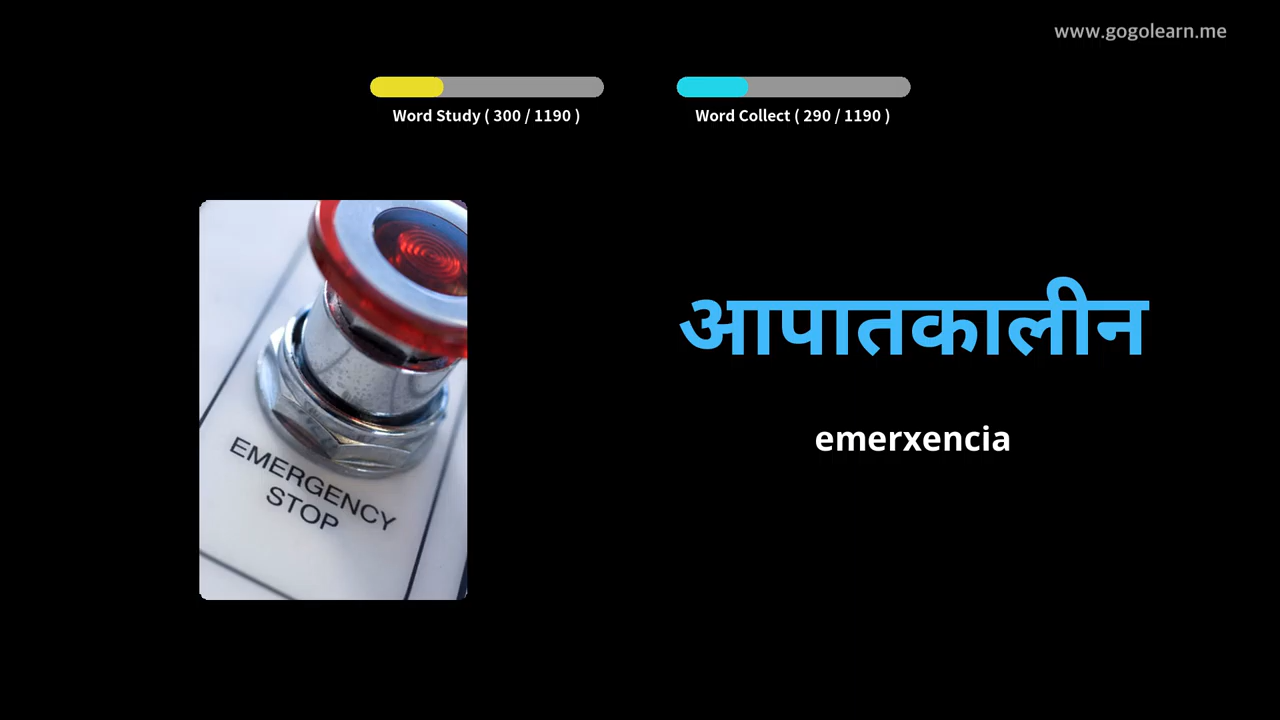 www.gogolearn.me
Word Study ( 300 / 1190 )
Word Collect ( 290 / 1190 )
EMERGENCY
STOP
आपातकालीन
emerxencia